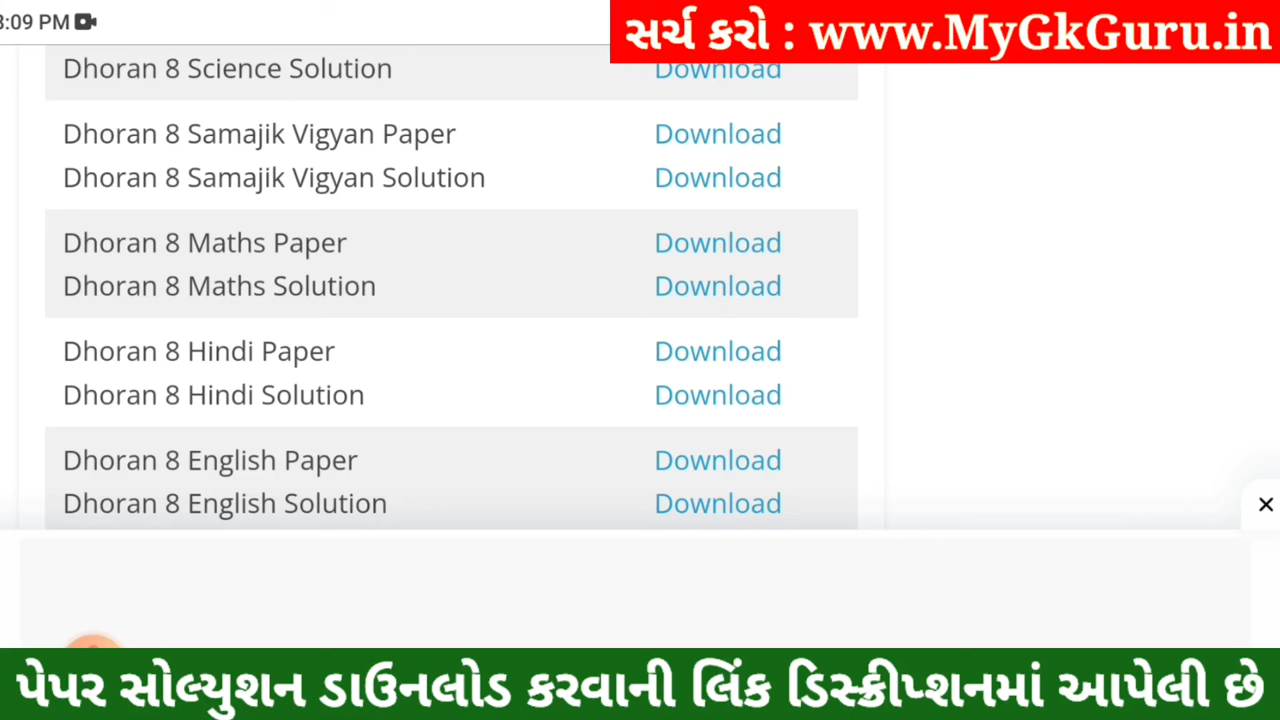 3:09 PM
સર્ચ કરો : www.MyGkGuru.in
Dhoran 8 Science Solution Download
Dhoran 8 Samajik Vigyan Paper Download
Dhoran 8 Samajik Vigyan Solution Download
Dhoran 8 Maths Paper Download
Dhoran 8 Maths Solution Download
Dhoran 8 Hindi Paper Download
Dhoran 8 Hindi Solution Download
Dhoran 8 English Paper Download
Dhoran 8 English Solution Download
પેપર સોલ્યુશન ડાઉનલોડ કરવાની લિંક ડિસ્ક્રીપ્શનમાં આપેલી છે